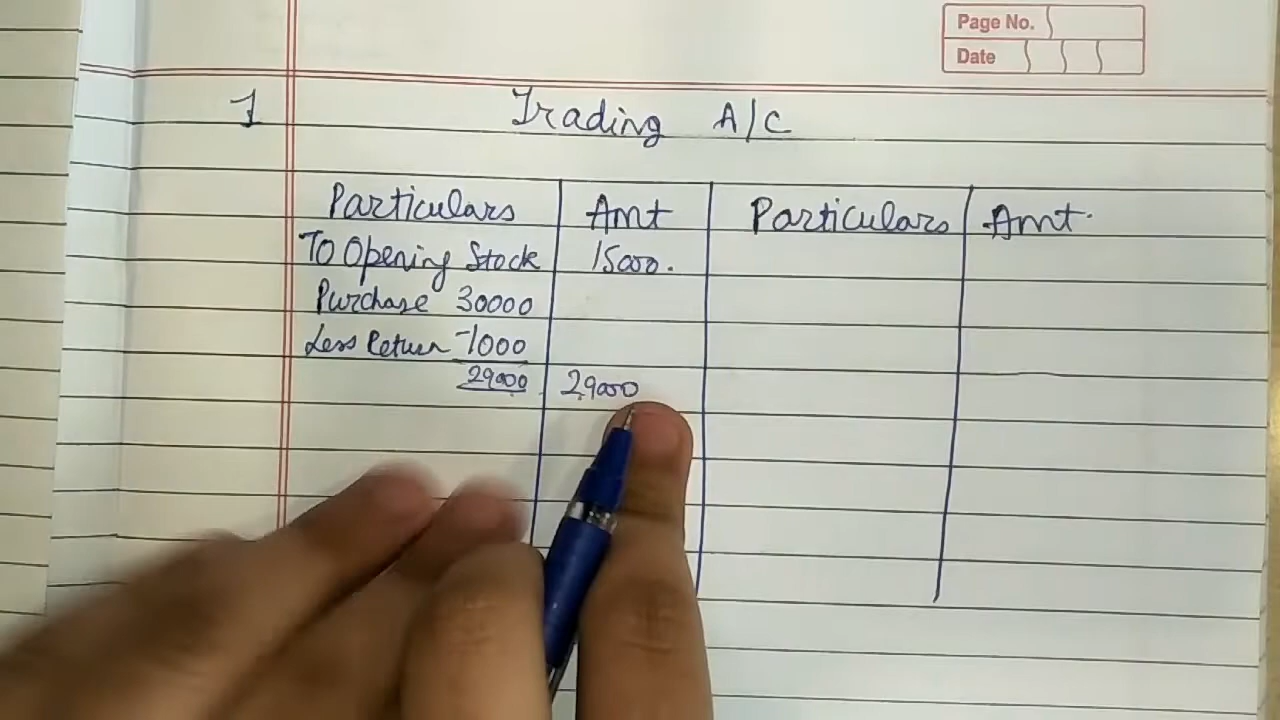 Page No.
Date
1 Trading A/C
Particulars Amt Particulars Amt.
To Opening Stock 15000.
Purchase 30000
Less Return -1000
29000 29000